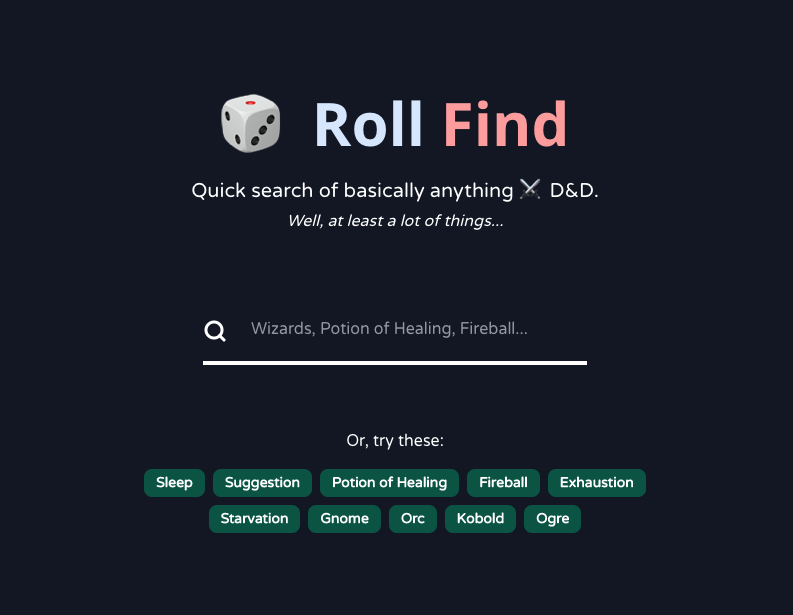 Roll Find
Quick search of basically anything ⚔️ D&D.
Well, at least a lot of things...
Wizards, Potion of Healing, Fireball...
Or, try these:
Sleep Suggestion Potion of Healing Fireball Exhaustion
Starvation Gnome Orc Kobold Ogre